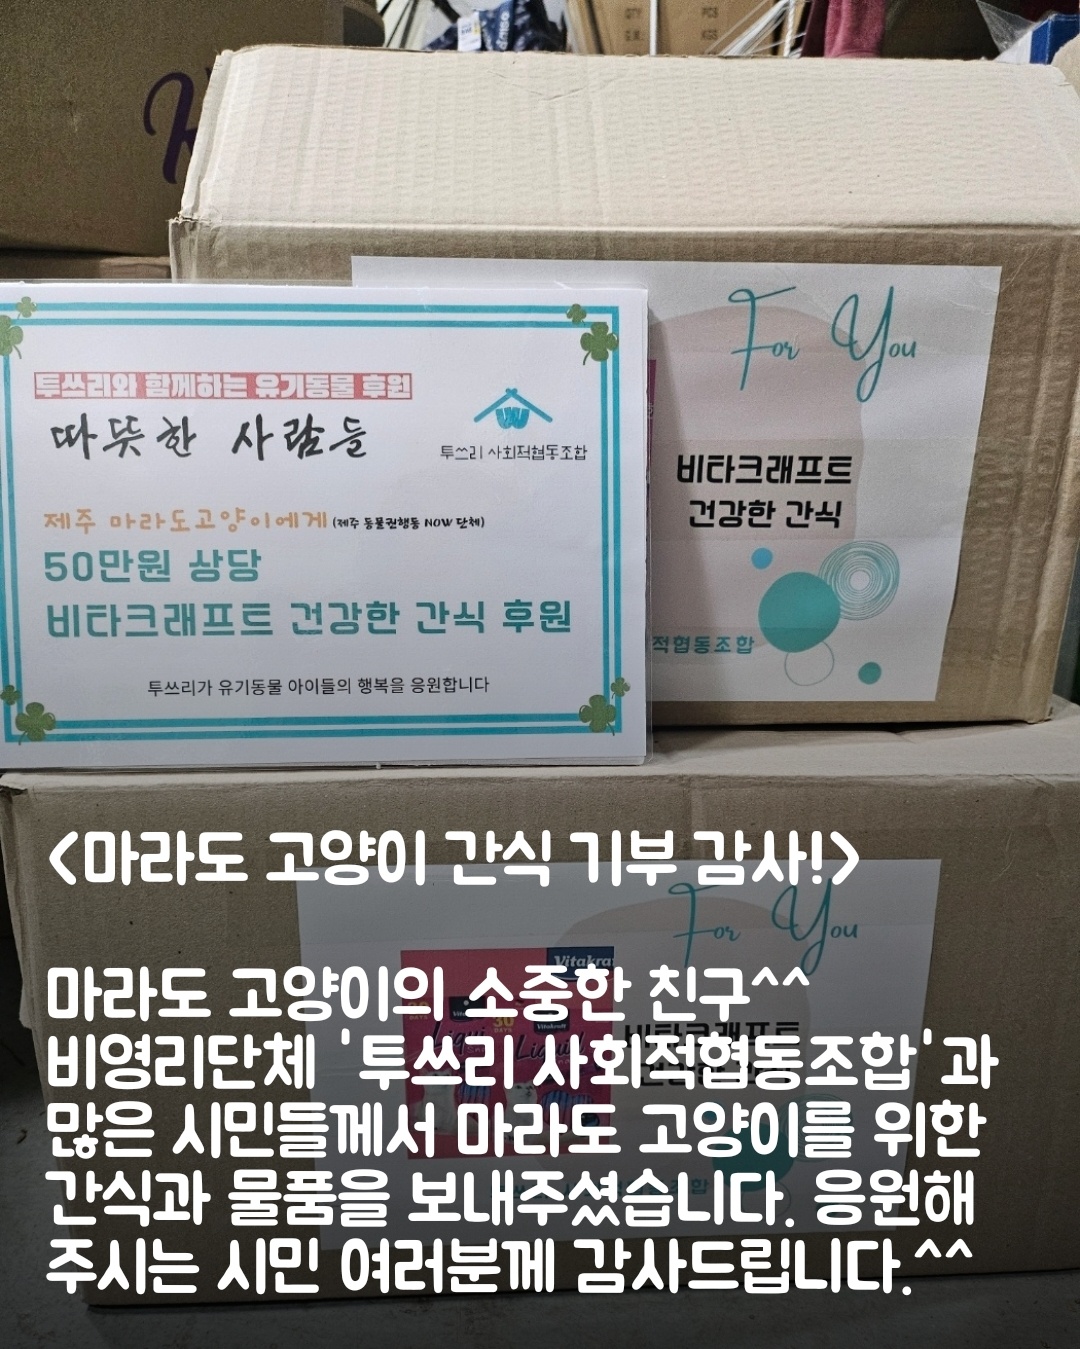 QTY PCS
G.W. KGS
For You
투쓰리와 함께하는 유기동물 후원
따뜻한 사람들
투쓰리 사회적협동조합
비타크래프트
건강한 간식
제주 마라도고양이에게 (제주 동물권행동 NOW 단체)
50만원 상당
비타크래프트 건강한 간식 후원
적협동조합
투쓰리가 유기동물 아이들의 행복을 응원합니다
<마라도 고양이 간식 기부 감사!>
For You
Vitakraft
마라도 고양이의 소중한 친구^^
비영리단체 '투쓰리 사회적협동조합'과
많은 시민들께서 마라도 고양이를 위한
간식과 물품을 보내주셨습니다. 응원해
주시는 시민 여러분께 감사드립니다.^^